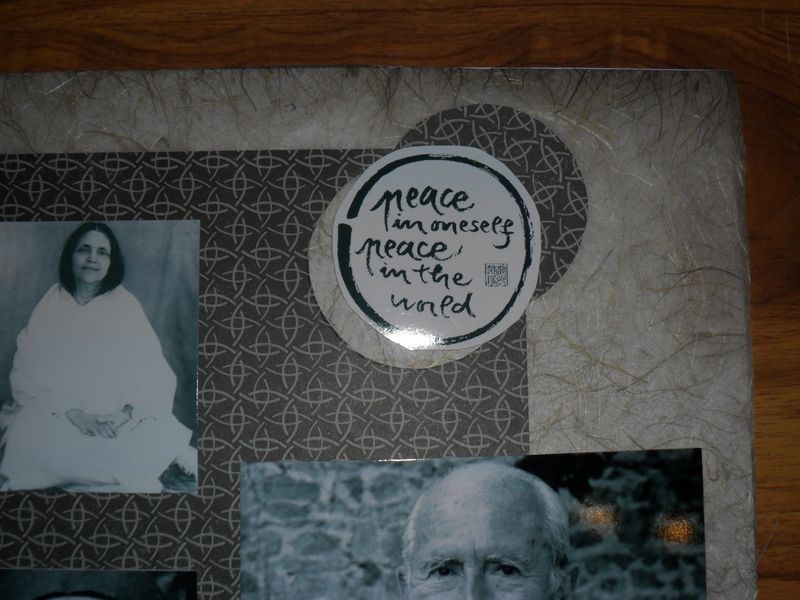 peace
in oneself
peace
in the
world